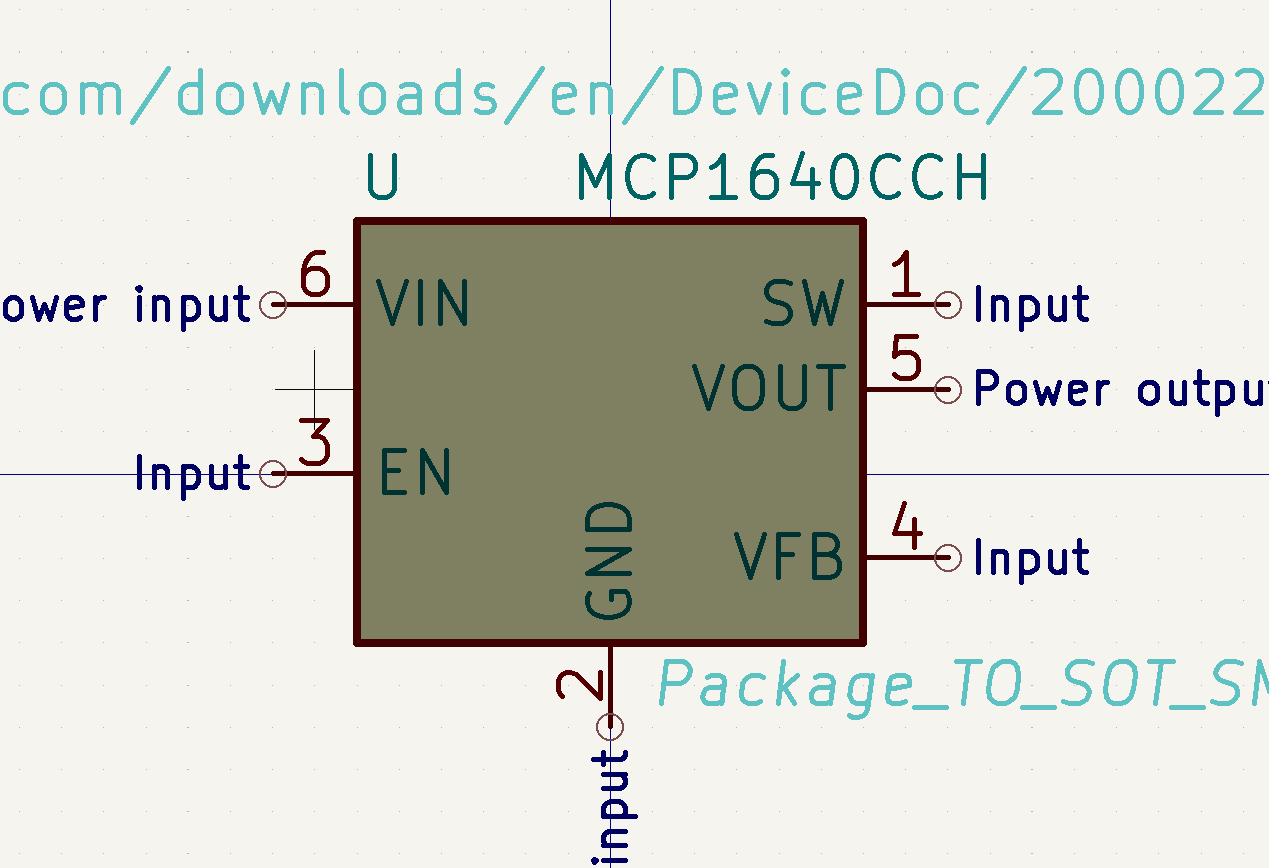 com/downloads/en/DeviceDoc/200022
U MCP1640CCH
6 1
ower input VIN SW Input
5
VOUT Power outpu
3
Input EN
4
VFB Input
GND
2
Package_TO_SOT_SM
input